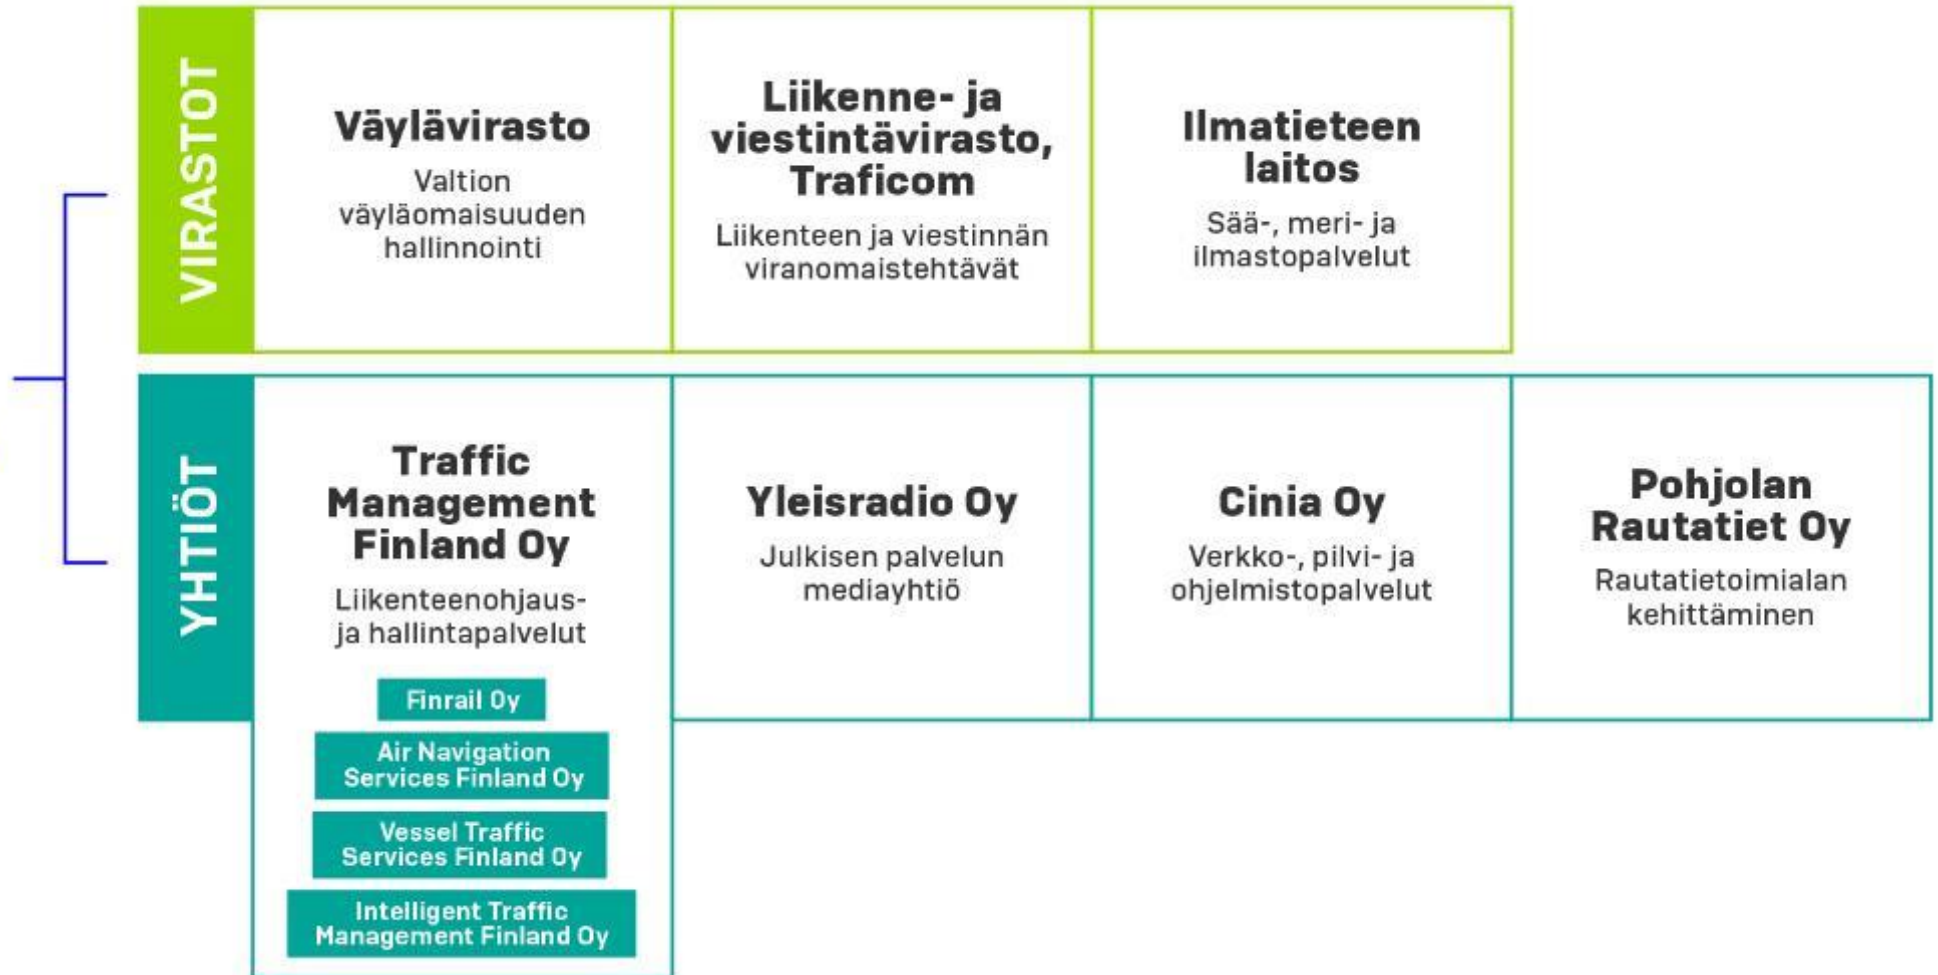 VIRASTOT
Väylävirasto
Valtion
väyläomaisuuden
hallinnointi
Liikenne- ja
viestintävirasto,
Traficom
Liikenteen ja viestinnän
viranomaistehtävät
Ilmatieteen
laitos
Sää-, meri- ja
ilmastopalvelut
YHTIÖT
Traffic
Management
Finland Oy
Liikenteenohjaus-
ja hallintapalvelut
Finrail Oy
Air Navigation
Services Finland Oy
Vessel Traffic
Services Finland Oy
Intelligent Traffic
Management Finland Oy
Yleisradio Oy
Julkisen palvelun
mediayhtiö
Cinia Oy
Verkko-, pilvi- ja
ohjelmistopalvelut
Pohjolan
Rautatiet Oy
Rautatietoimialan
kehittäminen